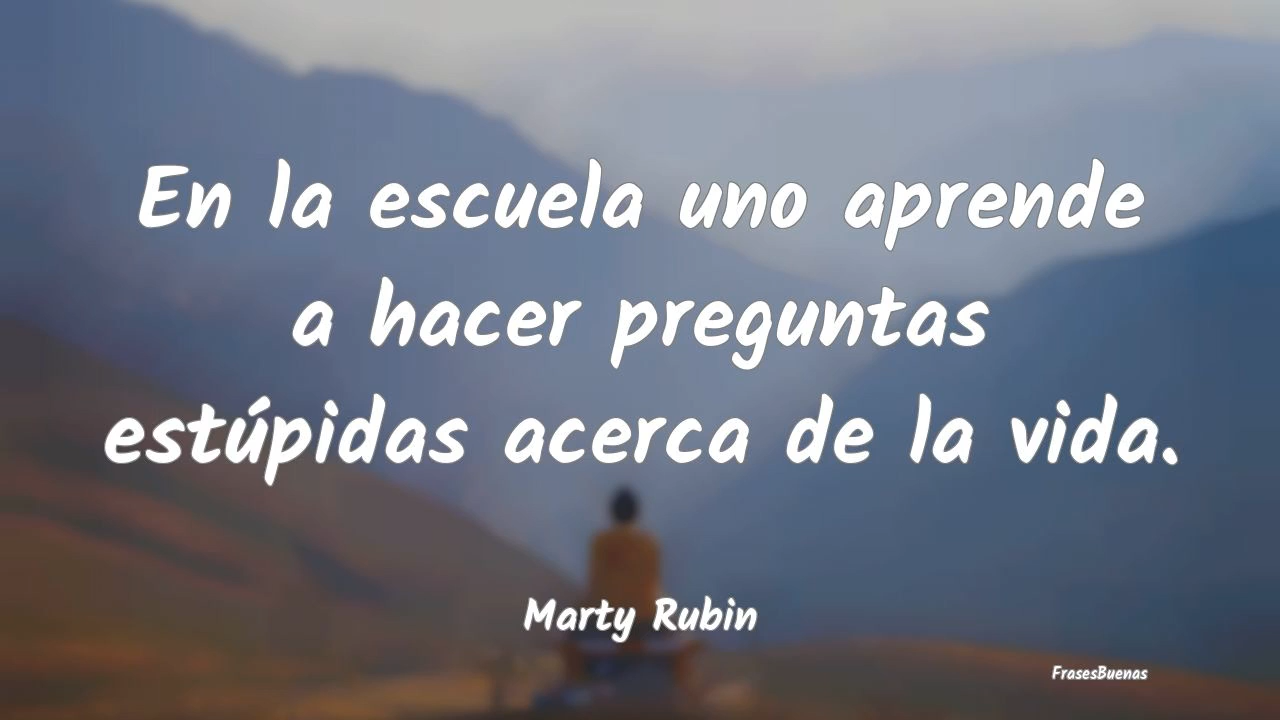 En la escuela uno aprende
a hacer preguntas
estúpidas acerca de la vida.
Marty Rubin
FrasesBuenas